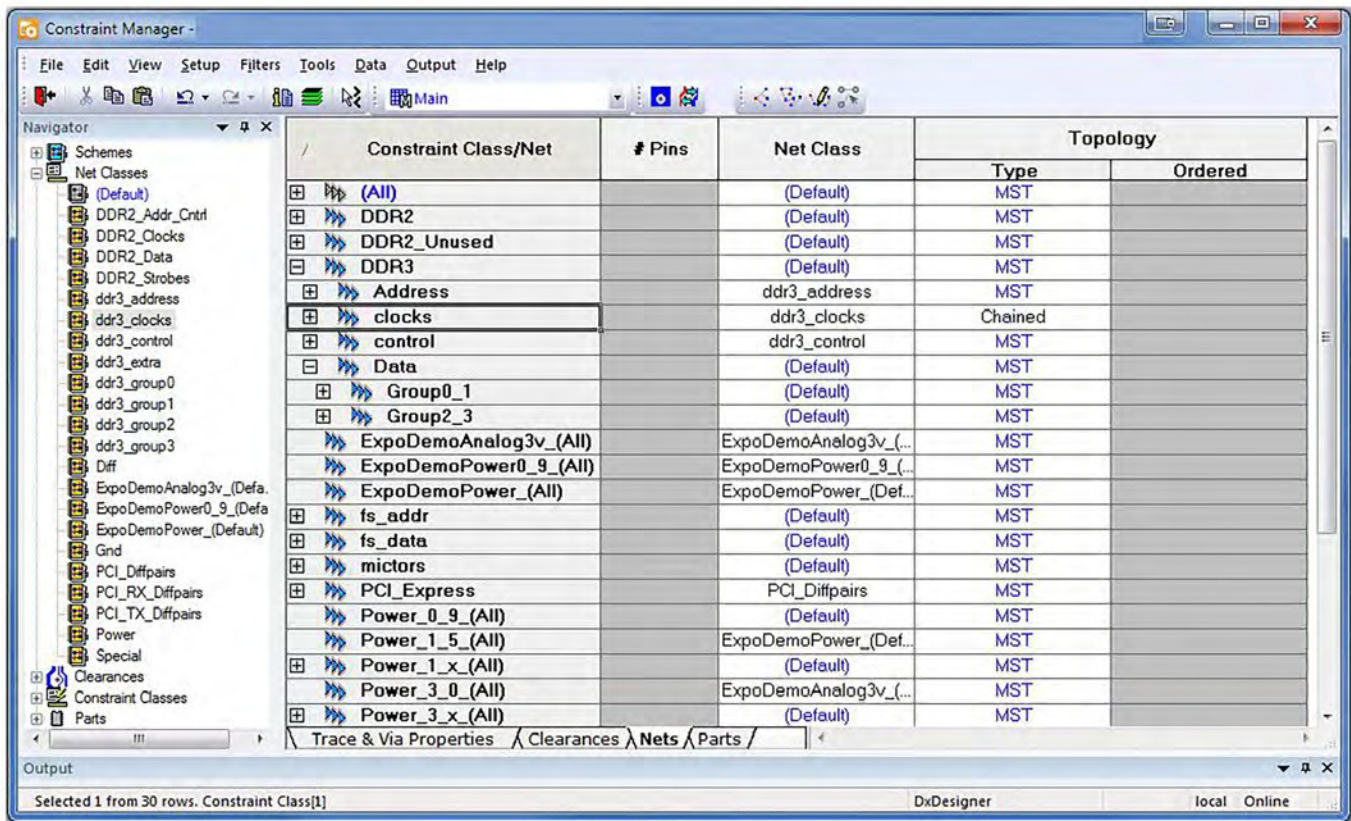 Constraint Manager -
File Edit View Setup Filters Tools Data Output Help
Main
Navigator
Schemes
Net Classes
(Default)
DDR2_Addr_Cntrl
DDR2_Clocks
DDR2_Data
DDR2_Strobes
ddr3_address
ddr3_clocks
ddr3_control
ddr3_extra
ddr3_group0
ddr3_group1
ddr3_group2
ddr3_group3
Diff
ExpoDemoAnalog3v_(Defa.
ExpoDemoPower0_9_(Defa
ExpoDemoPower_(Default)
Gnd
PCI_Diffpairs
PCI_RX_Diffpairs
PCI_TX_Diffpairs
Power
Special
Clearances
Constraint Classes
Parts
Constraint Class/Net # Pins Net Class Topology
Type Ordered
(All) (Default) MST
DDR2 (Default) MST
DDR2_Unused (Default) MST
DDR3 (Default) MST
Address ddr3_address MST
clocks ddr3_clocks Chained
control ddr3_control MST
Data (Default) MST
Group0_1 (Default) MST
Group2_3 (Default) MST
ExpoDemoAnalog3v_(All) ExpoDemoAnalog3v_(... MST
ExpoDemoPower0_9_(All) ExpoDemoPower0_9_(... MST
ExpoDemoPower_(All) ExpoDemoPower_(Def... MST
fs_addr (Default) MST
fs_data (Default) MST
mictors (Default) MST
PCI_Express PCI_Diffpairs MST
Power_0_9_(All) (Default) MST
Power_1_5_(All) ExpoDemoPower_(Def... MST
Power_1_x_(All) (Default) MST
Power_3_0_(All) ExpoDemoAnalog3v_(... MST
Power_3_x_(All) (Default) MST
Trace & Via Properties Clearances Nets Parts
Output
Selected 1 from 30 rows. Constraint Class[1] DxDesigner local Online